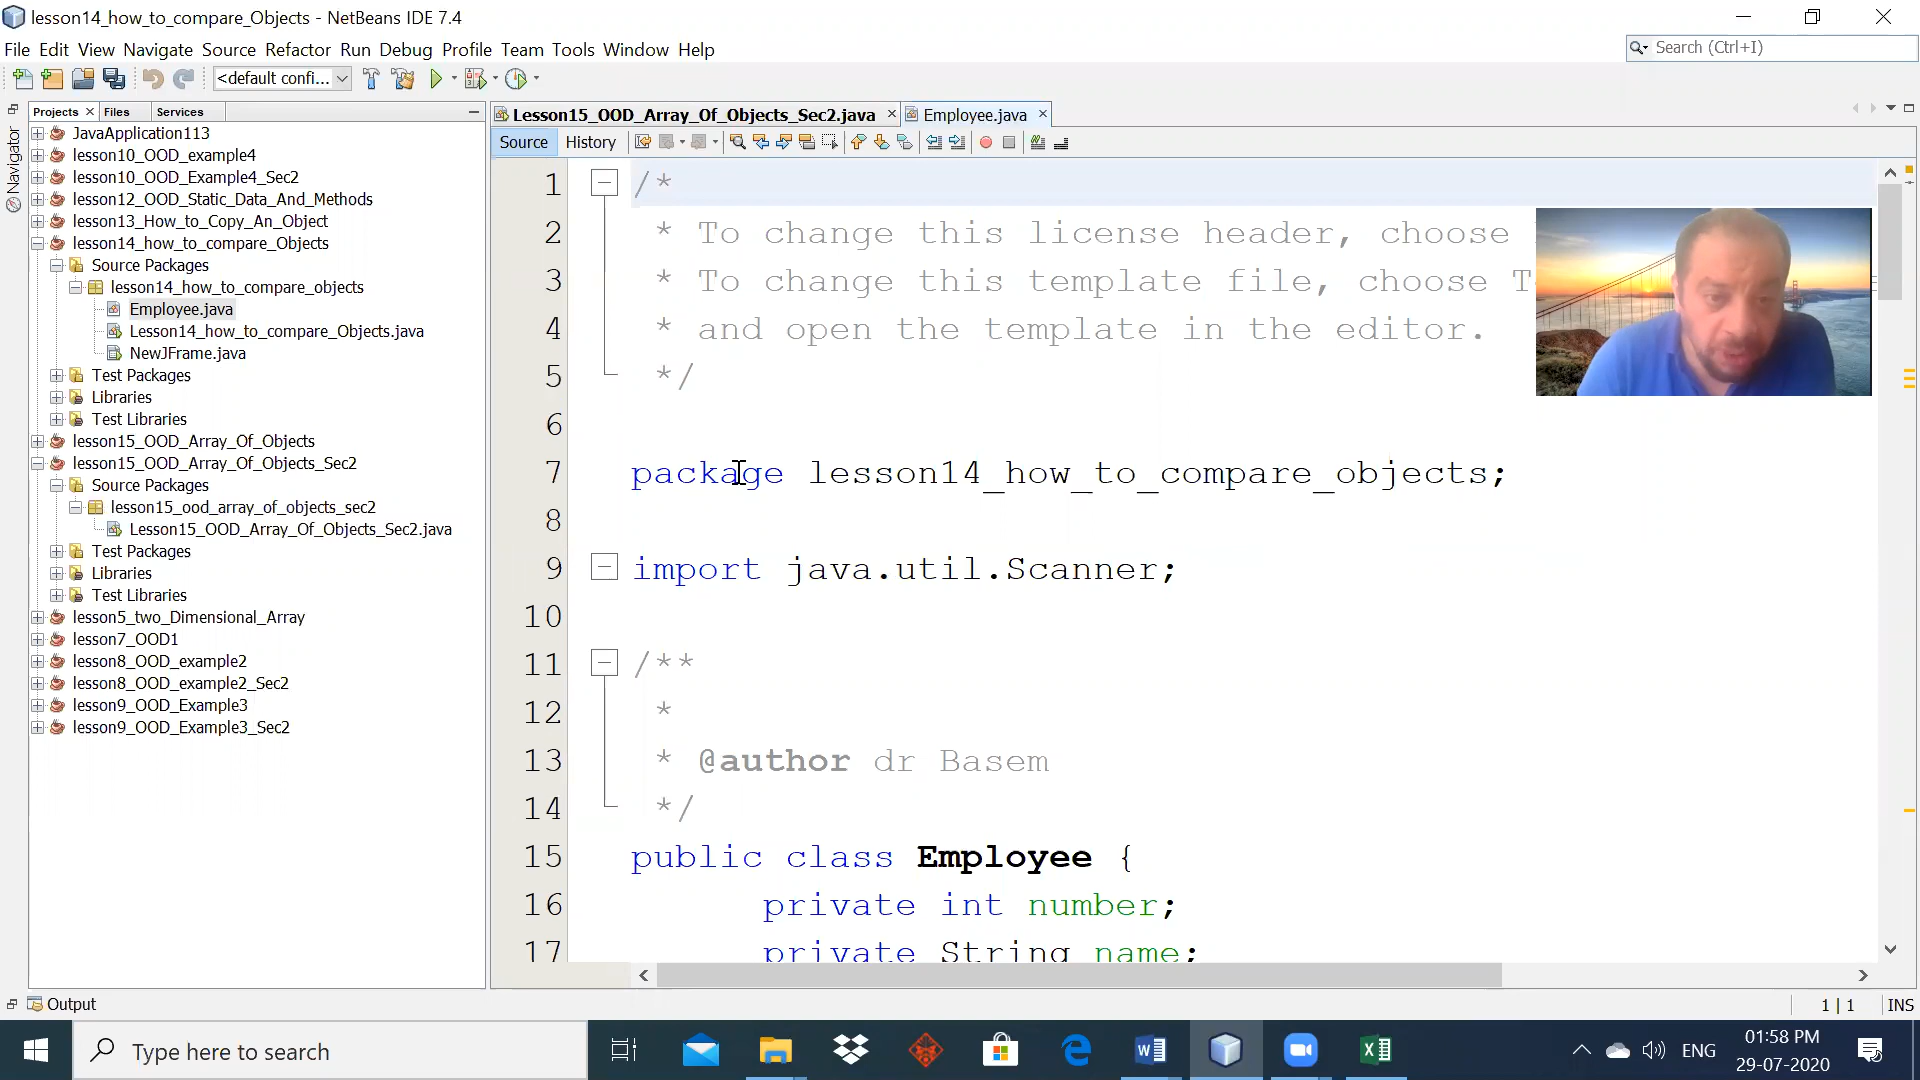 lesson14_how_to_compare_Objects - NetBeans IDE 7.4
File Edit View Navigate Source Refactor Run Debug Profile Team Tools Window Help
Search (Ctrl+I)
<default confi...
Projects Files Services
Navigator
JavaApplication113
lesson10_OOD_example4
lesson10_OOD_Example4_Sec2
lesson12_OOD_Static_Data_And_Methods
lesson13_How_to_Copy_An_Object
lesson14_how_to_compare_Objects
Source Packages
lesson14_how_to_compare_objects
Employee.java
Lesson14_how_to_compare_Objects.java
NewJFrame.java
Test Packages
Libraries
Test Libraries
lesson15_OOD_Array_Of_Objects
lesson15_OOD_Array_Of_Objects_Sec2
Source Packages
lesson15_ood_array_of_objects_sec2
Lesson15_OOD_Array_Of_Objects_Sec2.java
Test Packages
Libraries
Test Libraries
lesson5_two_Dimensional_Array
lesson7_OOD1
lesson8_OOD_example2
lesson8_OOD_example2_Sec2
lesson9_OOD_Example3
lesson9_OOD_Example3_Sec2
Lesson15_OOD_Array_Of_Objects_Sec2.java Employee.java
Source History
1 /*
2 * To change this license header, choose
3 * To change this template file, choose T
4 * and open the template in the editor.
5 */
6
7 package lesson14_how_to_compare_objects;
8
9 import java.util.Scanner;
10
11 /**
12 *
13 * @author dr Basem
14 */
15 public class Employee {
16 private int number;
17 private String name;
Output
1 | 1 INS
Type here to search
ENG
01:58 PM
29-07-2020